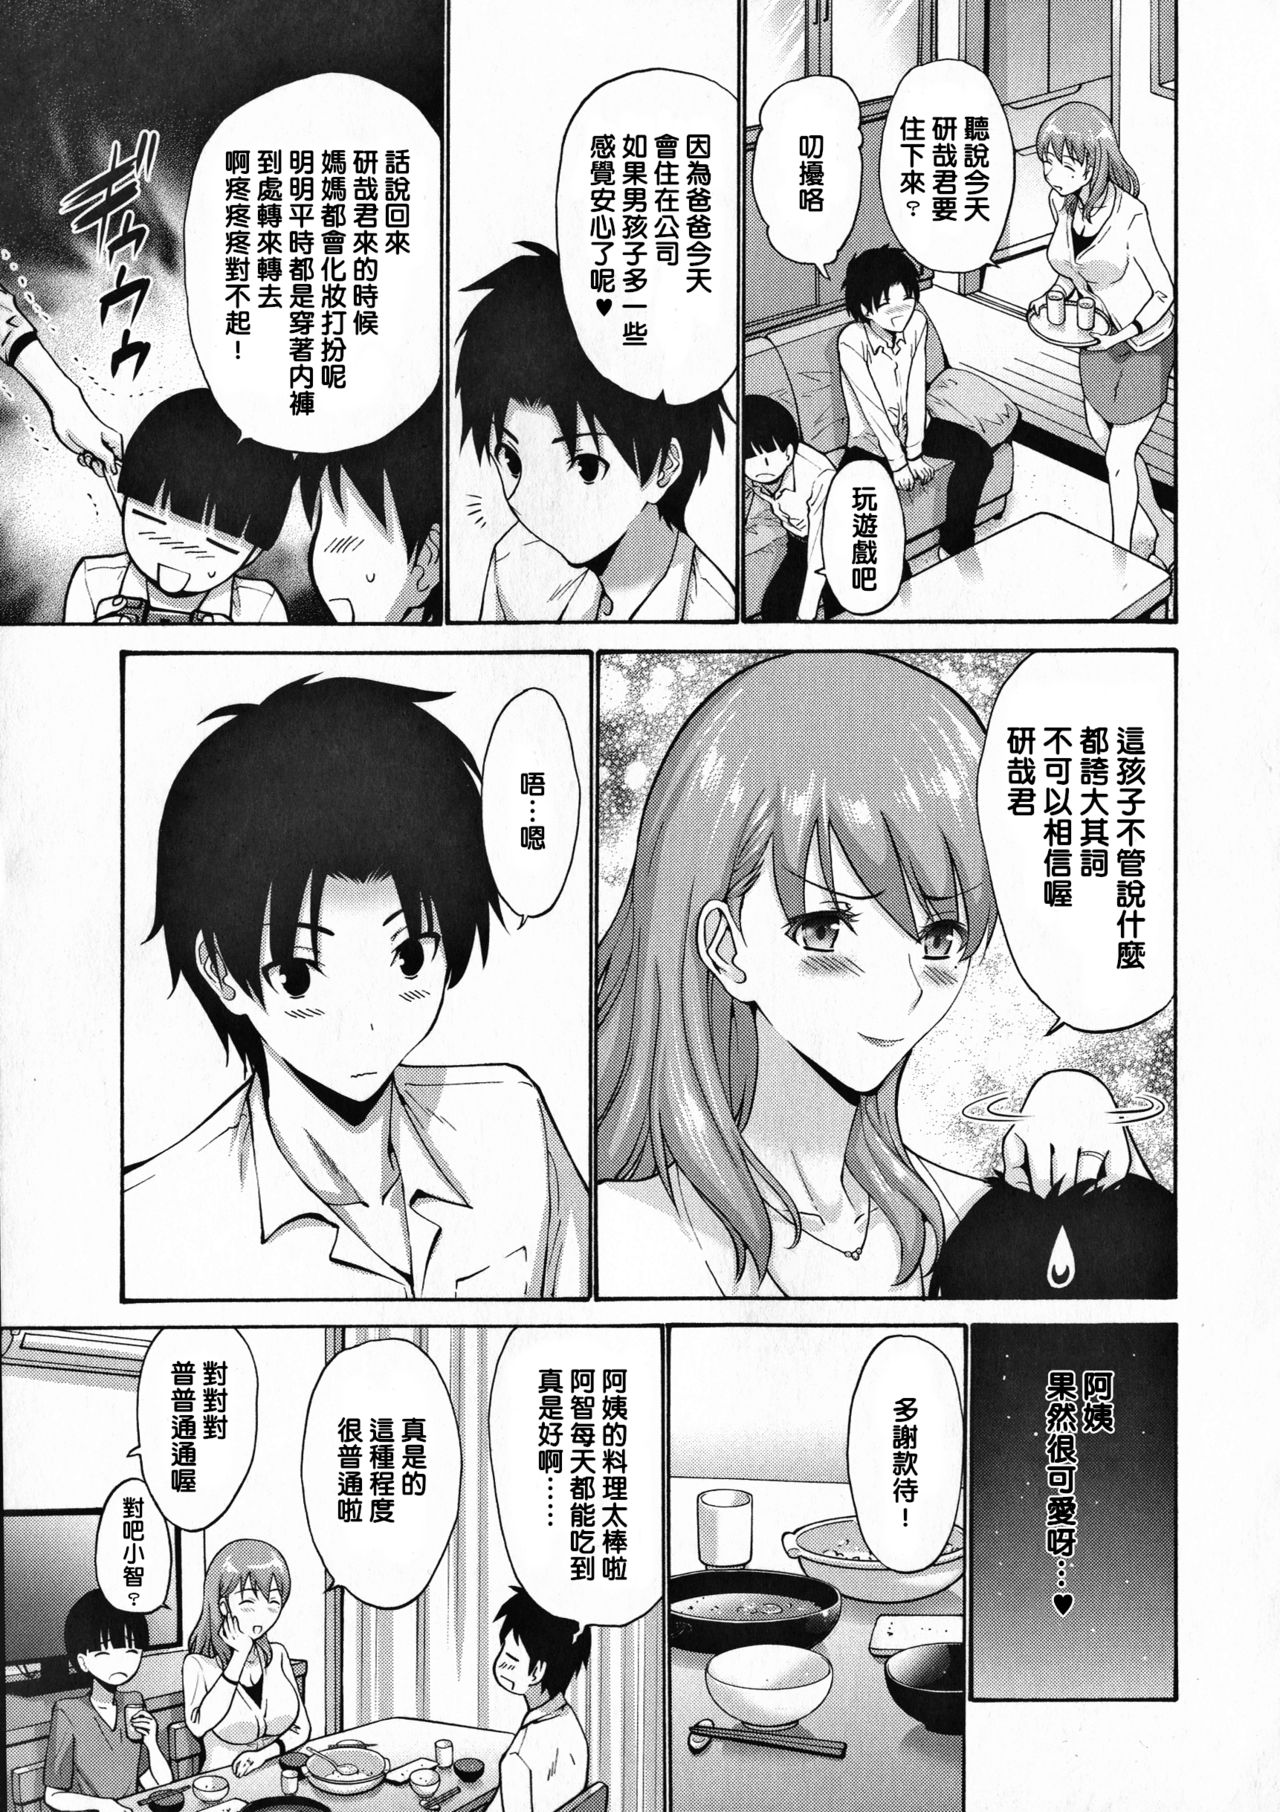 聽說今天
研哉君要
住下來？
叨擾咯
玩遊戲吧
因為爸爸今天
會住在公司
如果男孩子多一些
感覺安心了呢♥
話說回來
研哉君來的時候
媽媽都會化妝打扮呢
明明平時都是穿著內褲
到處轉來轉去
啊疼疼疼對不起！
這孩子不管說什麼
都誇大其詞
不可以相信喔
研哉君
唔…嗯
阿姨
果然很可愛呀…♥
多謝款待！
阿姨的料理太棒啦
阿智每天都能吃到
真是好啊……
真是的
這種程度
很普通啦
對對對
普普通通喔
對吧小智？